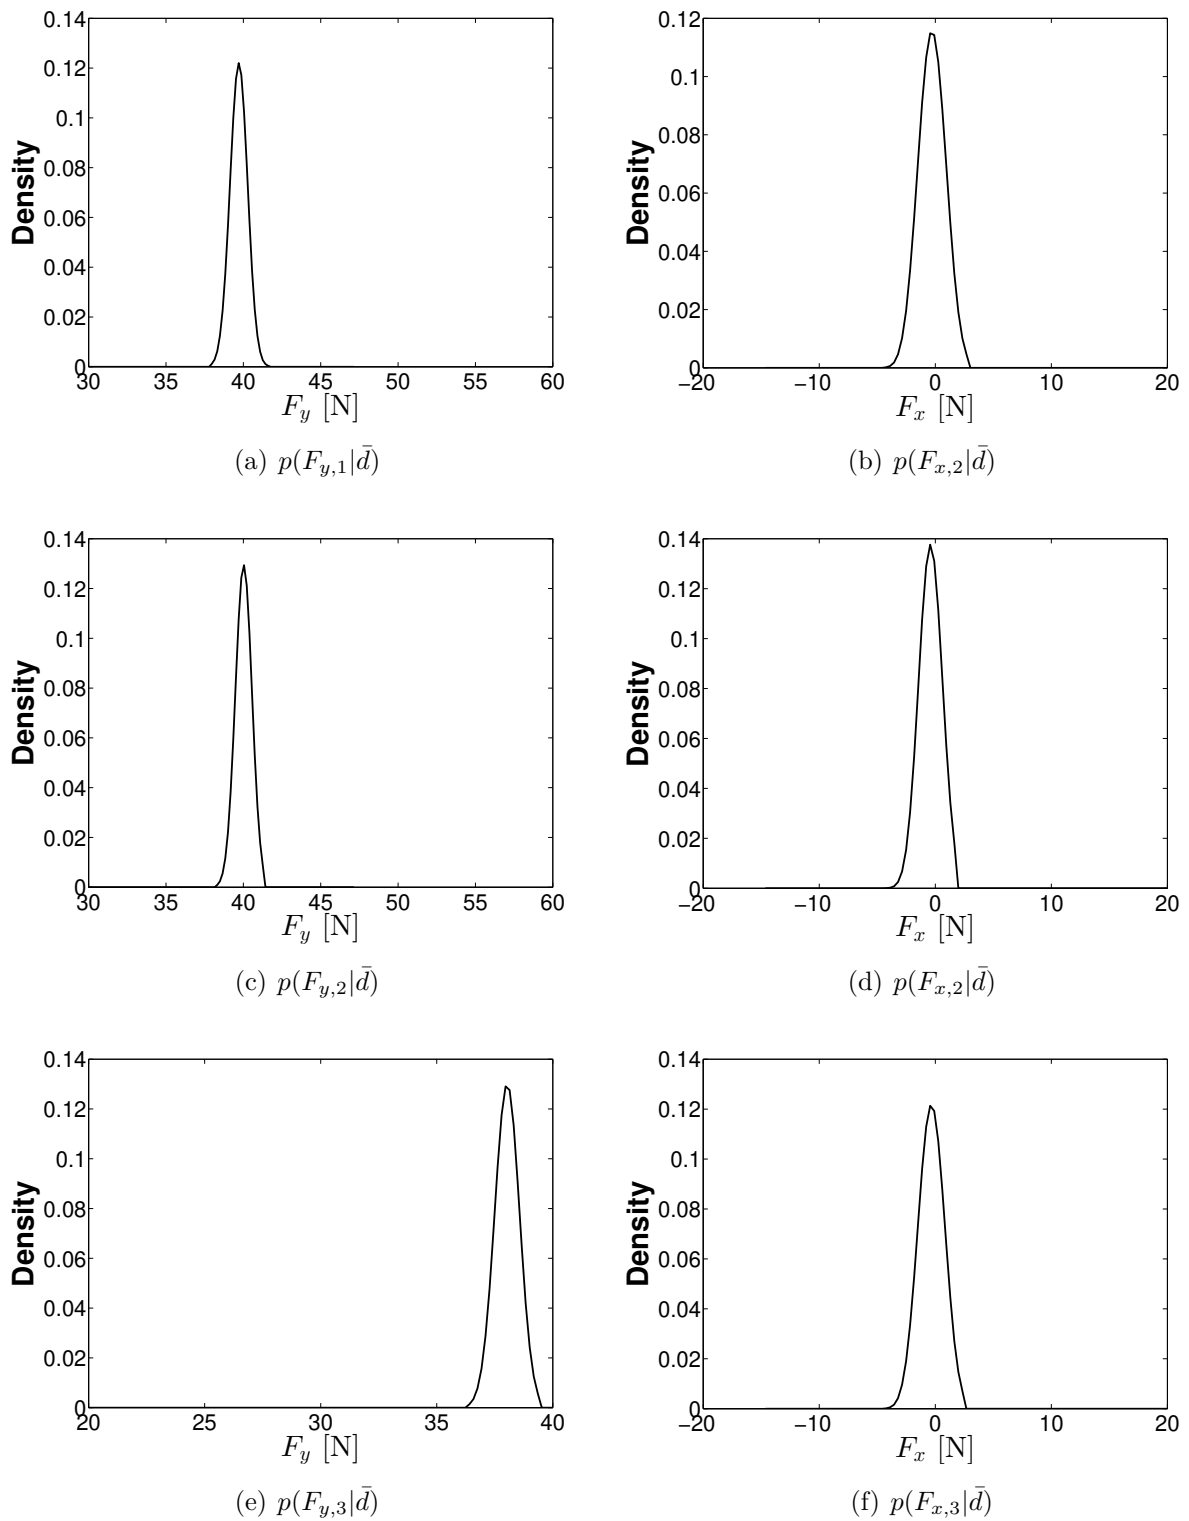 0.14
0.12
0.1
0.08
0.06
0.04
0.02
0
Density
30 35 40 45 50 55 60
F_y [N]
(a) p(F_{y,1}|d̄)
0.12
0.1
0.08
0.06
0.04
0.02
0
Density
−20 −10 0 10 20
F_x [N]
(b) p(F_{x,2}|d̄)
0.14
0.12
0.1
0.08
0.06
0.04
0.02
0
Density
30 35 40 45 50 55 60
F_y [N]
(c) p(F_{y,2}|d̄)
0.14
0.12
0.1
0.08
0.06
0.04
0.02
0
Density
−20 −10 0 10 20
F_x [N]
(d) p(F_{x,2}|d̄)
0.14
0.12
0.1
0.08
0.06
0.04
0.02
0
Density
20 25 30 35 40
F_y [N]
(e) p(F_{y,3}|d̄)
0.14
0.12
0.1
0.08
0.06
0.04
0.02
0
Density
−20 −10 0 10 20
F_x [N]
(f) p(F_{x,3}|d̄)